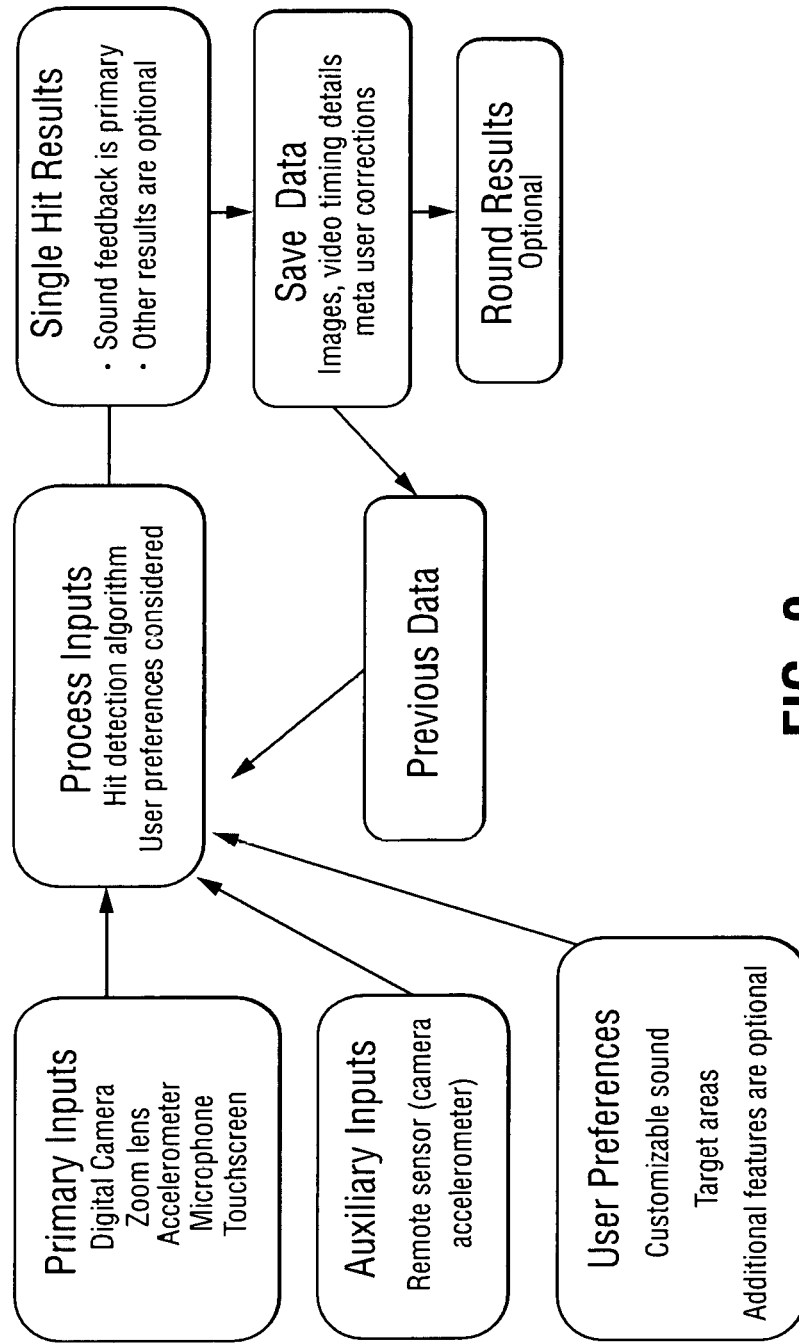 Primary Inputs
Digital Camera
Zoom lens
Accelerometer
Microphone
Touchscreen
Auxiliary Inputs
Remote sensor (camera
accelerometer)
User Preferences
Customizable sound
Target areas
Additional features are optional
Process Inputs
Hit detection algorithm
User preferences considered
Previous Data
Single Hit Results
· Sound feedback is primary
· Other results are optional
Save Data
Images, video timing details
meta user corrections
Round Results
Optional
FIG.